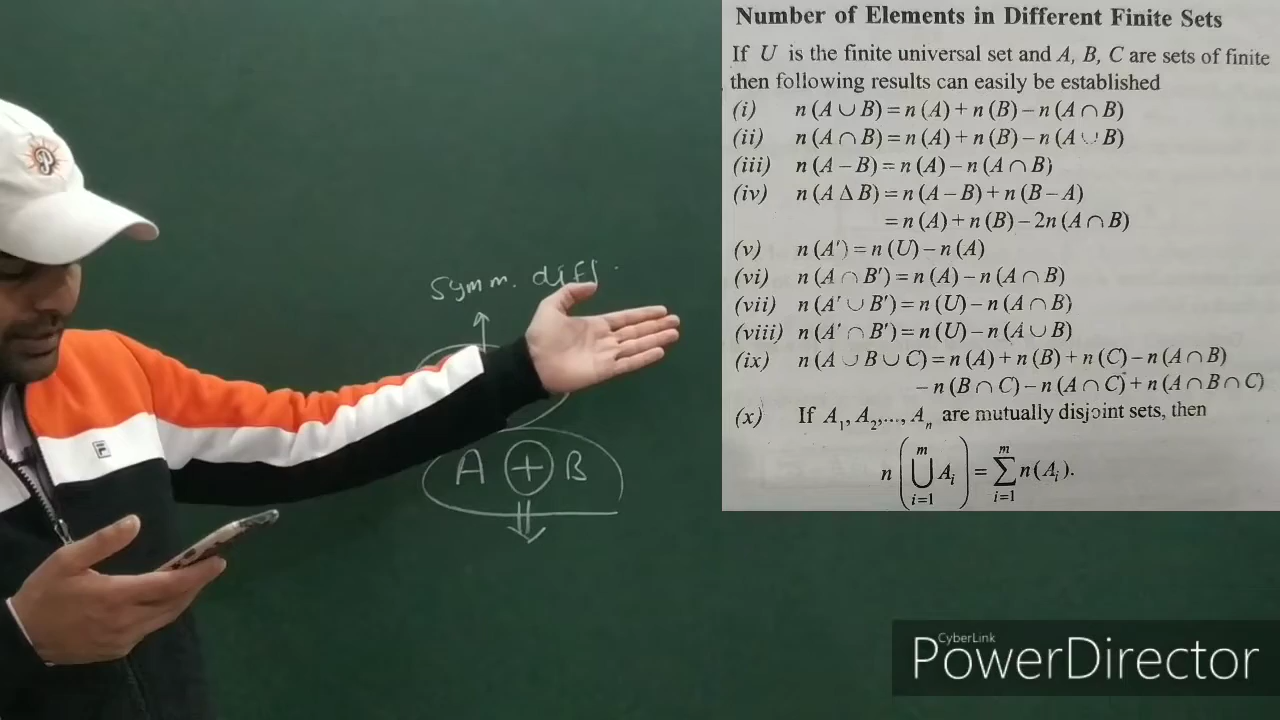 Number of Elements in Different Finite Sets
If U is the finite universal set and A, B, C are sets of finite
then following results can easily be established
(i) n (A ∪ B) = n (A) + n (B) − n (A ∩ B)
(ii) n (A ∩ B) = n (A) + n (B) − n (A ∪ B)
(iii) n (A − B) = n (A) − n (A ∩ B)
(iv) n (A Δ B) = n (A − B) + n (B − A)
= n (A) + n (B) − 2n (A ∩ B)
(v) n (A′) = n (U) − n (A)
(vi) n (A ∩ B′) = n (A) − n (A ∩ B)
(vii) n (A′ ∪ B′) = n (U) − n (A ∩ B)
(viii) n (A′ ∩ B′) = n (U) − n (A ∪ B)
(ix) n (A ∪ B ∪ C) = n (A) + n (B) + n (C) − n (A ∩ B)
− n (B ∩ C) − n (A ∩ C) + n (A ∩ B ∩ C)
(x) If A₁, A₂,..., Aₙ are mutually disjoint sets, then
n (⋃ᵢ₌₁ᵐ Aᵢ) = ∑ᵢ₌₁ᵐ n (Aᵢ).
Symm. diff.
A ⊕ B
P
F
CyberLink
PowerDirector